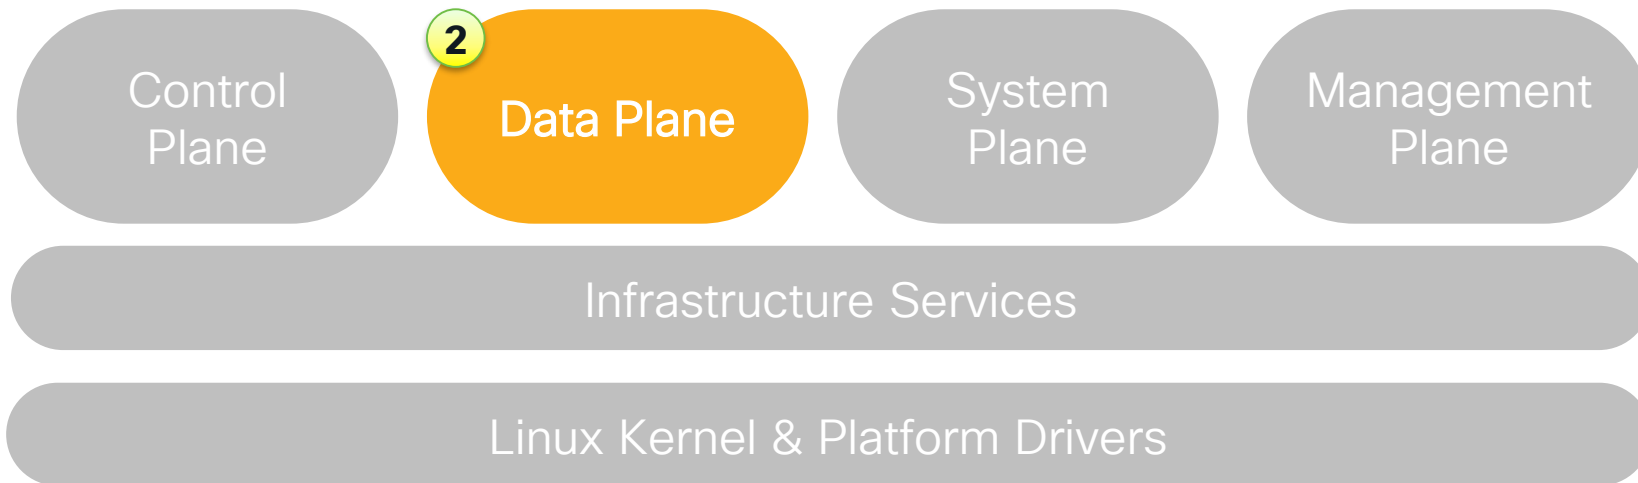 Control
Plane
2
Data Plane
System
Plane
Management
Plane
Infrastructure Services
Linux Kernel & Platform Drivers